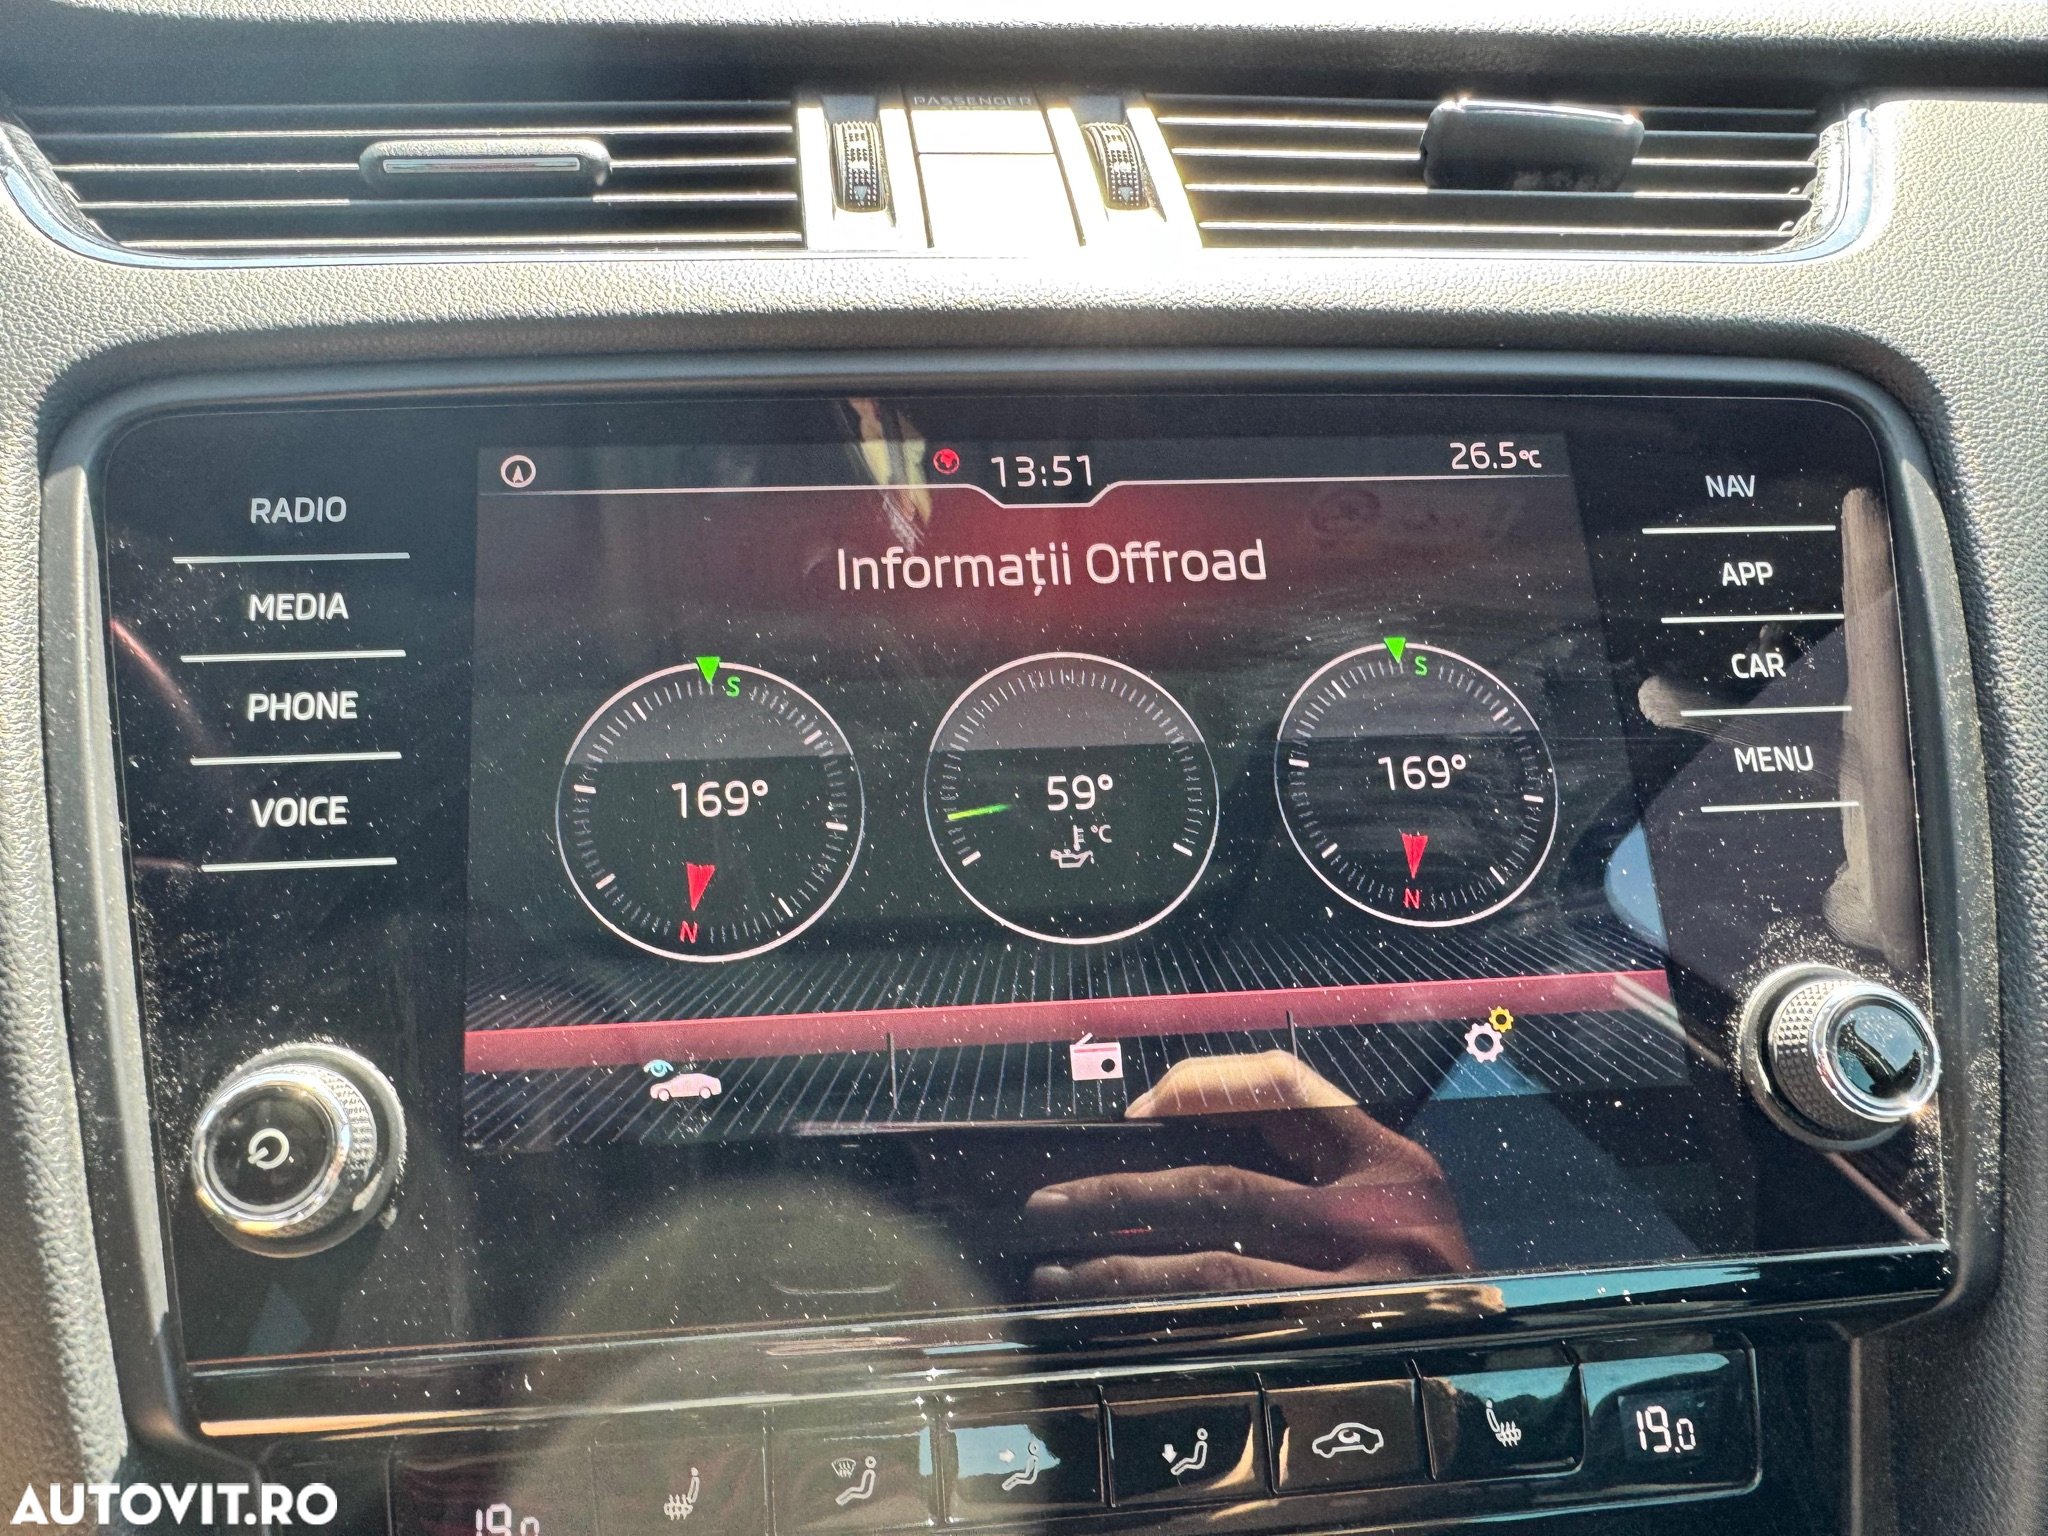 PASSENGER
RADIO
MEDIA
PHONE
VOICE
13:51
26.5°C
Informații Offroad
S
169°
N
59°
°C
S
169°
N
NAV
APP
CAR
MENU
19.0
19.0
AUTOVIT.RO